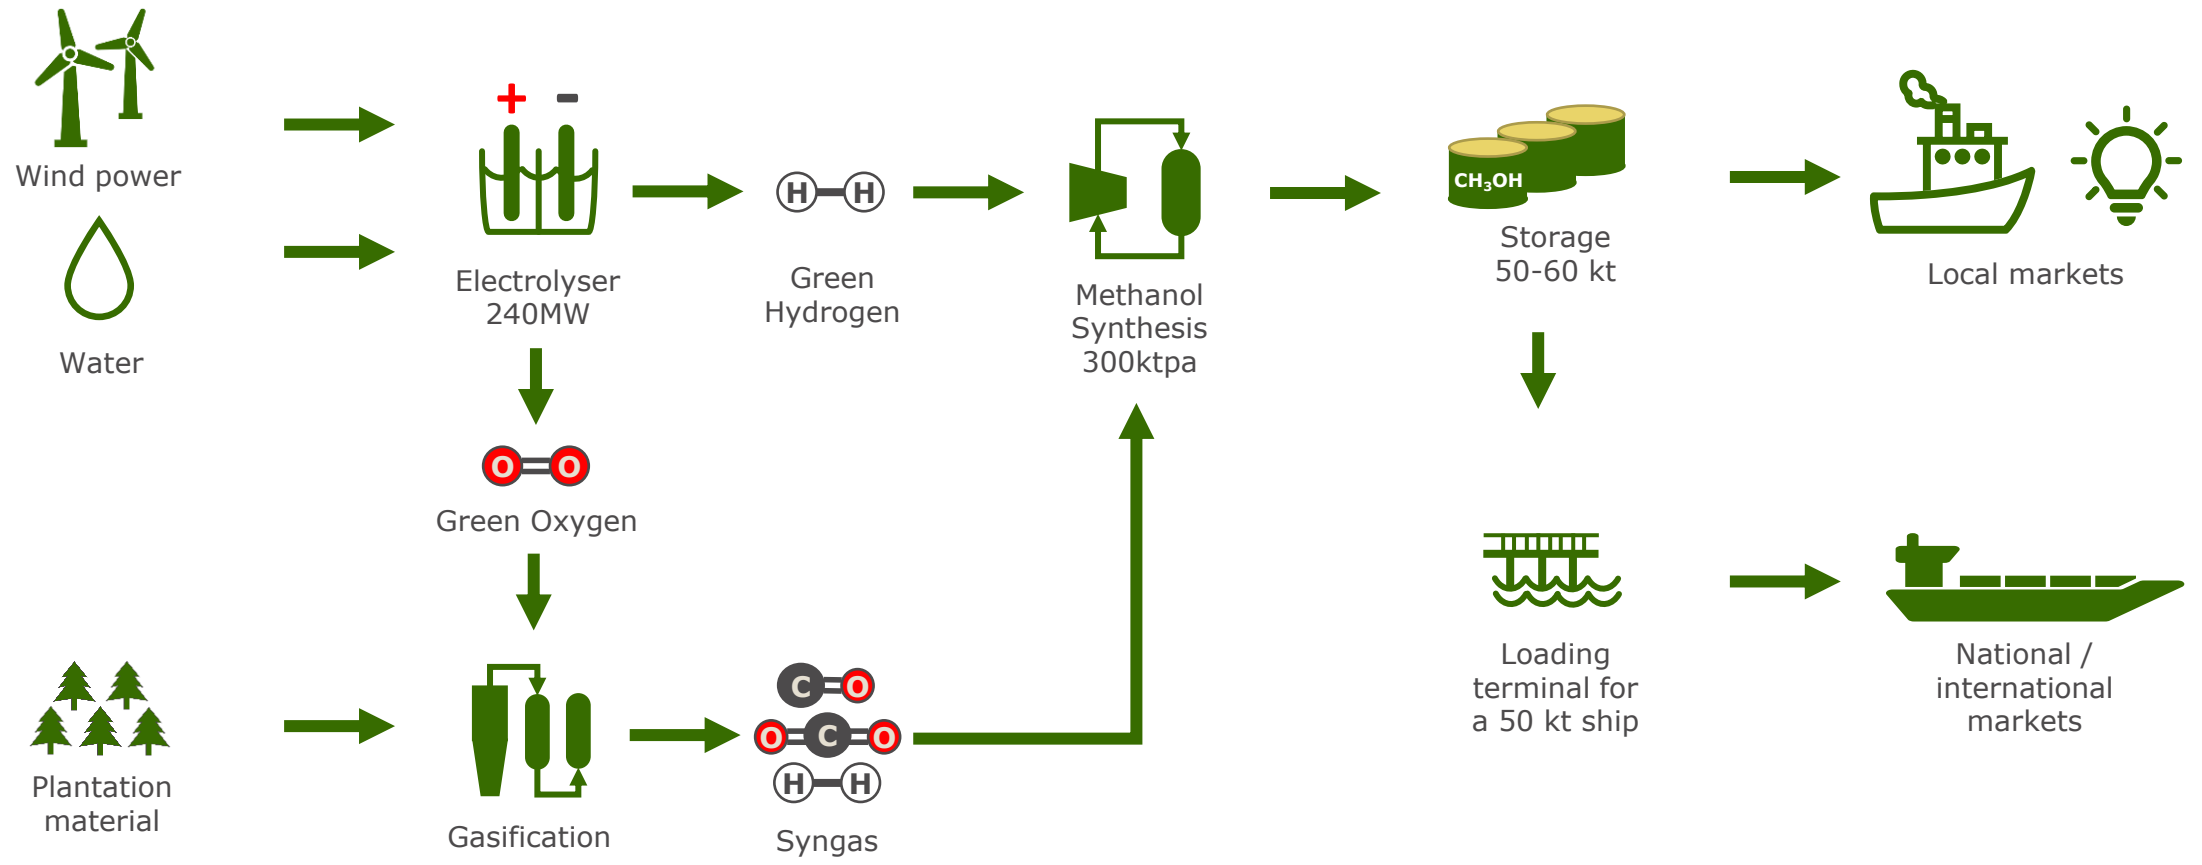 Wind power
Water
+ -
Electrolyser
240MW
H H
Green
Hydrogen
Methanol
Synthesis
300ktpa
CH₃OH
Storage
50-60 kt
Local markets
O O
Green Oxygen
Plantation
material
Gasification
C O
O C O
H H
Syngas
Loading
terminal for
a 50 kt ship
National /
international
markets